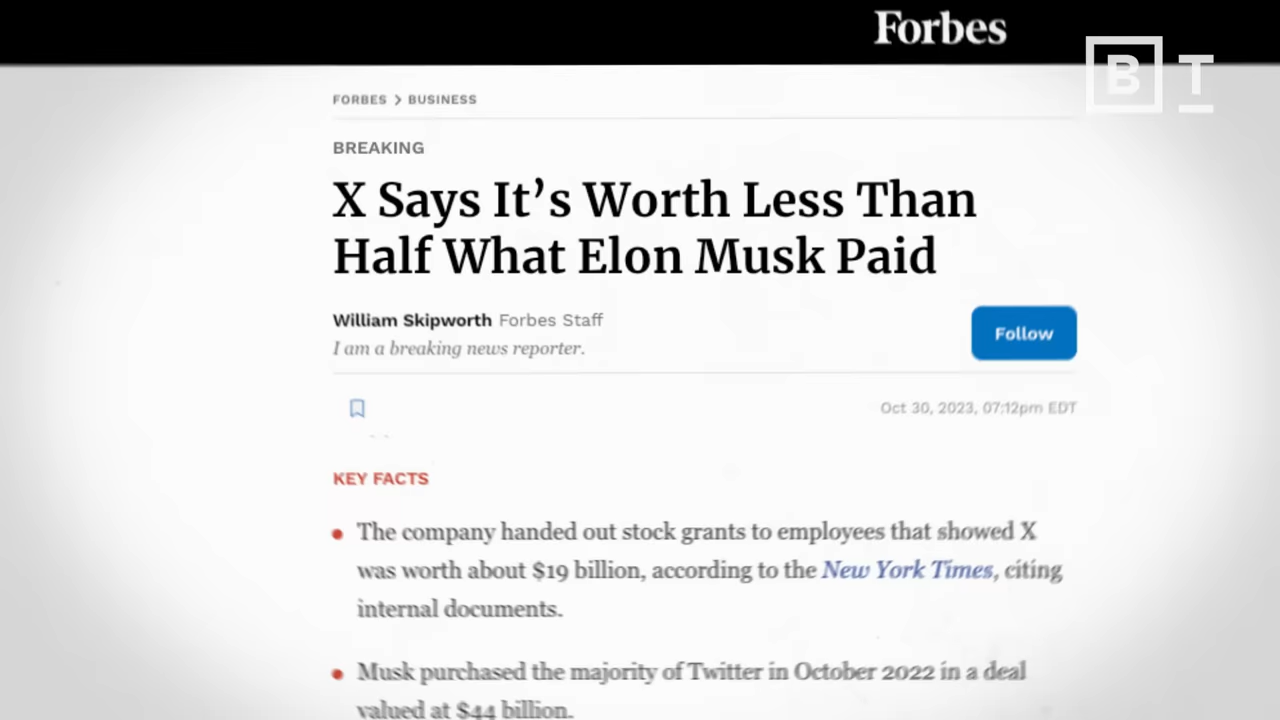 Forbes
B T
FORBES > BUSINESS
BREAKING
X Says It’s Worth Less Than
Half What Elon Musk Paid
William Skipworth Forbes Staff
I am a breaking news reporter.
Follow
Oct 30, 2023, 07:12pm EDT
KEY FACTS
• The company handed out stock grants to employees that showed X
was worth about $19 billion, according to the New York Times, citing
internal documents.
• Musk purchased the majority of Twitter in October 2022 in a deal
valued at $44 billion.